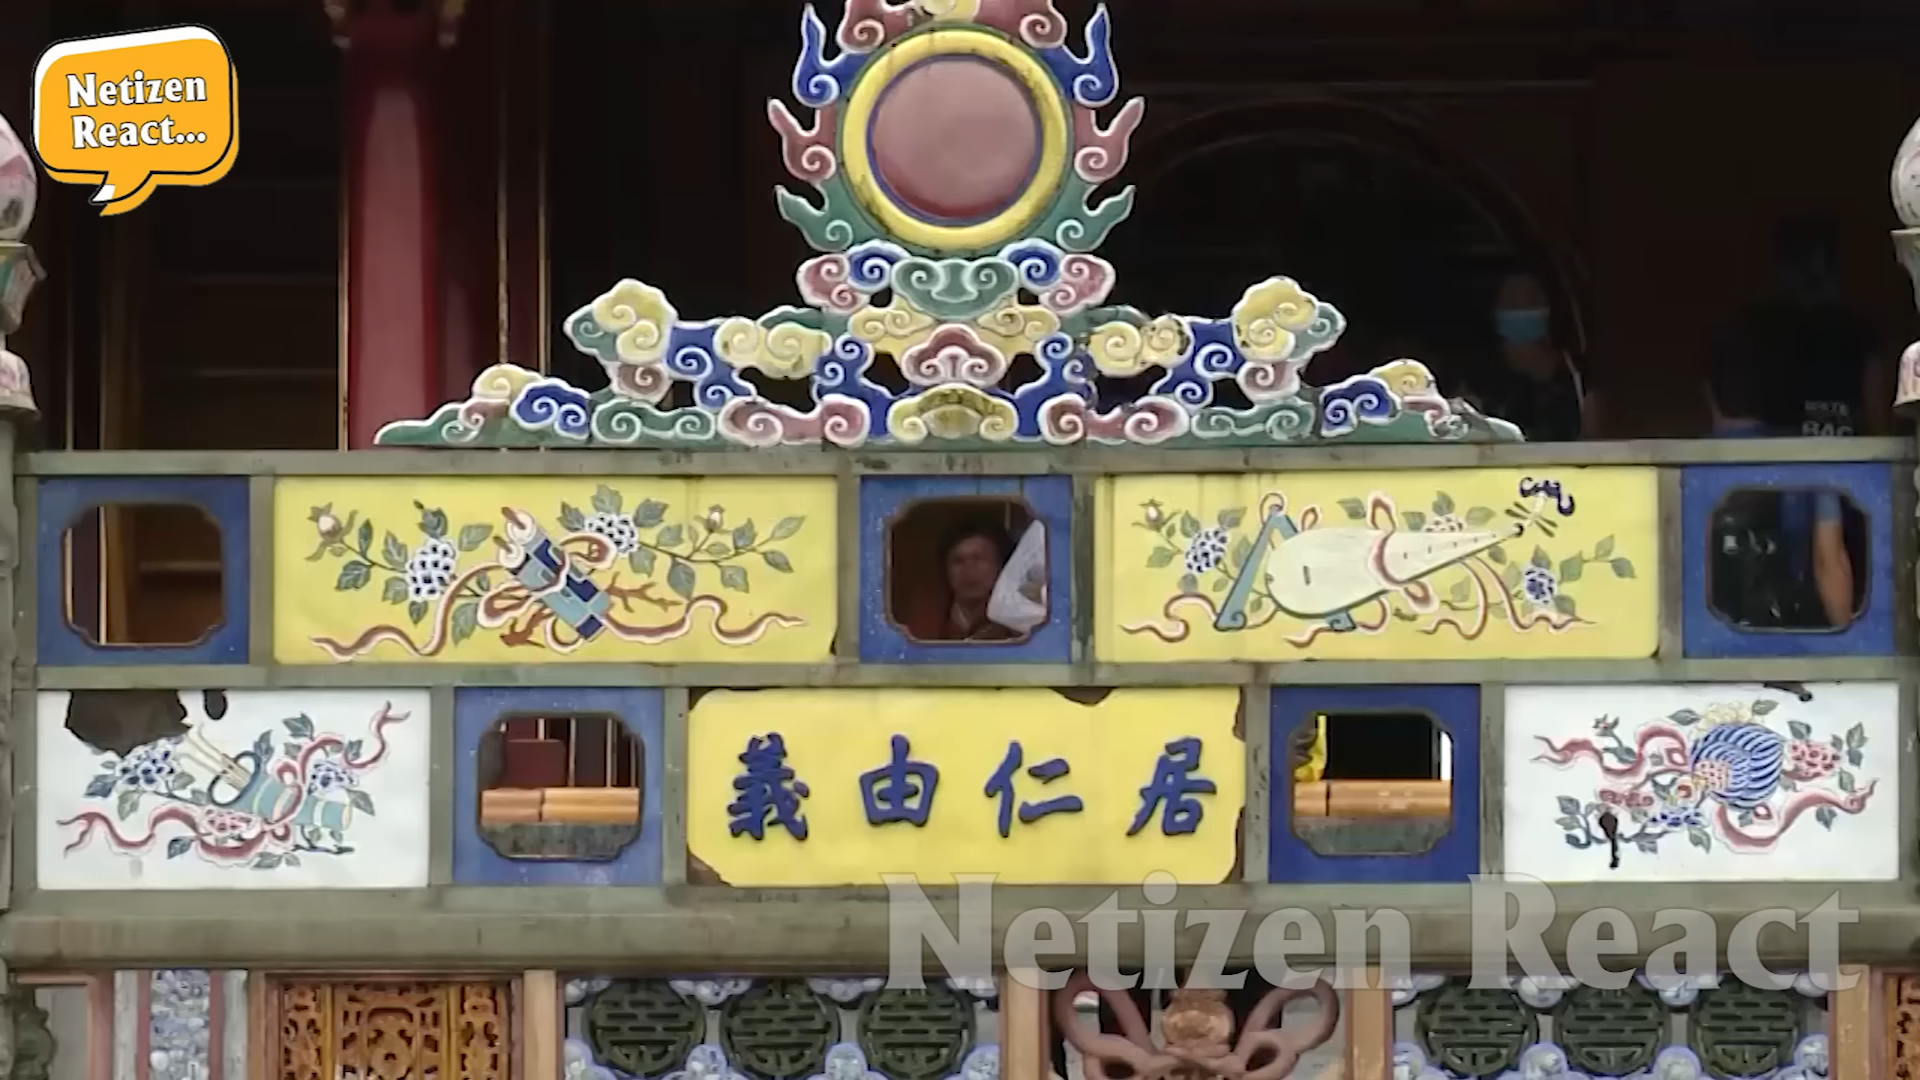 Netizen
React...
義由仁居
Netizen React